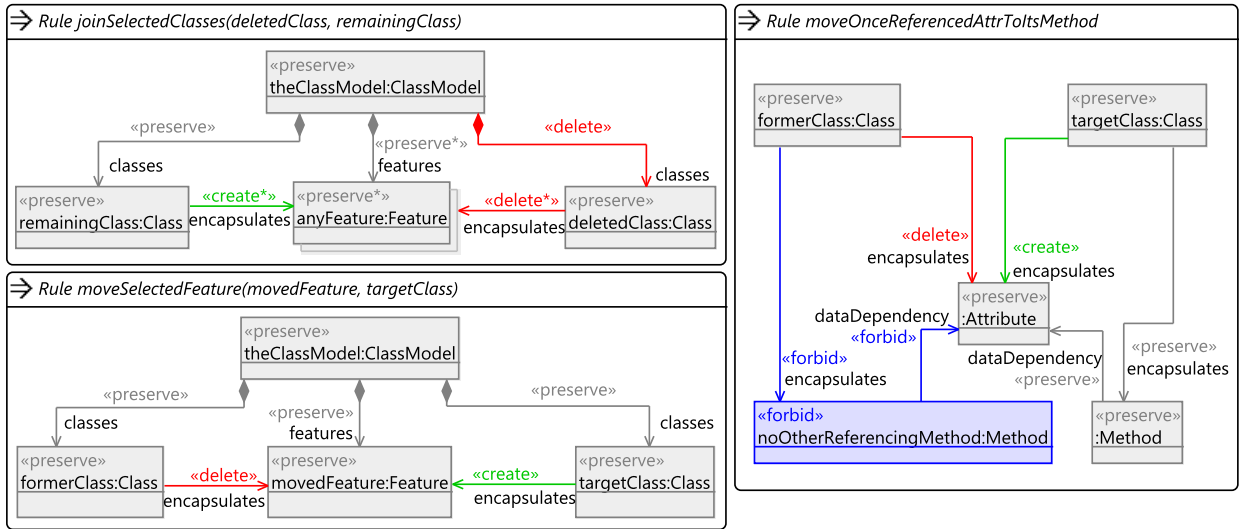 Rule joinSelectedClasses(deletedClass, remainingClass)
«preserve»
theClassModel:ClassModel
«preserve»
classes
«preserve*»
features
«delete»
classes
«preserve»
remainingClass:Class
«create*»
encapsulates
«preserve*»
anyFeature:Feature
«delete*»
encapsulates
«preserve»
deletedClass:Class
Rule moveSelectedFeature(movedFeature, targetClass)
«preserve»
theClassModel:ClassModel
«preserve»
classes
«preserve»
features
«preserve»
classes
«preserve»
formerClass:Class
«delete»
encapsulates
«preserve»
movedFeature:Feature
«create»
encapsulates
«preserve»
targetClass:Class
Rule moveOnceReferencedAttrToItsMethod
«preserve»
formerClass:Class
«preserve»
targetClass:Class
«delete»
encapsulates
«create»
encapsulates
«preserve»
:Attribute
dataDependency
«forbid»
«forbid»
encapsulates
dataDependency
«preserve»
«preserve»
encapsulates
«forbid»
noOtherReferencingMethod:Method
«preserve»
:Method